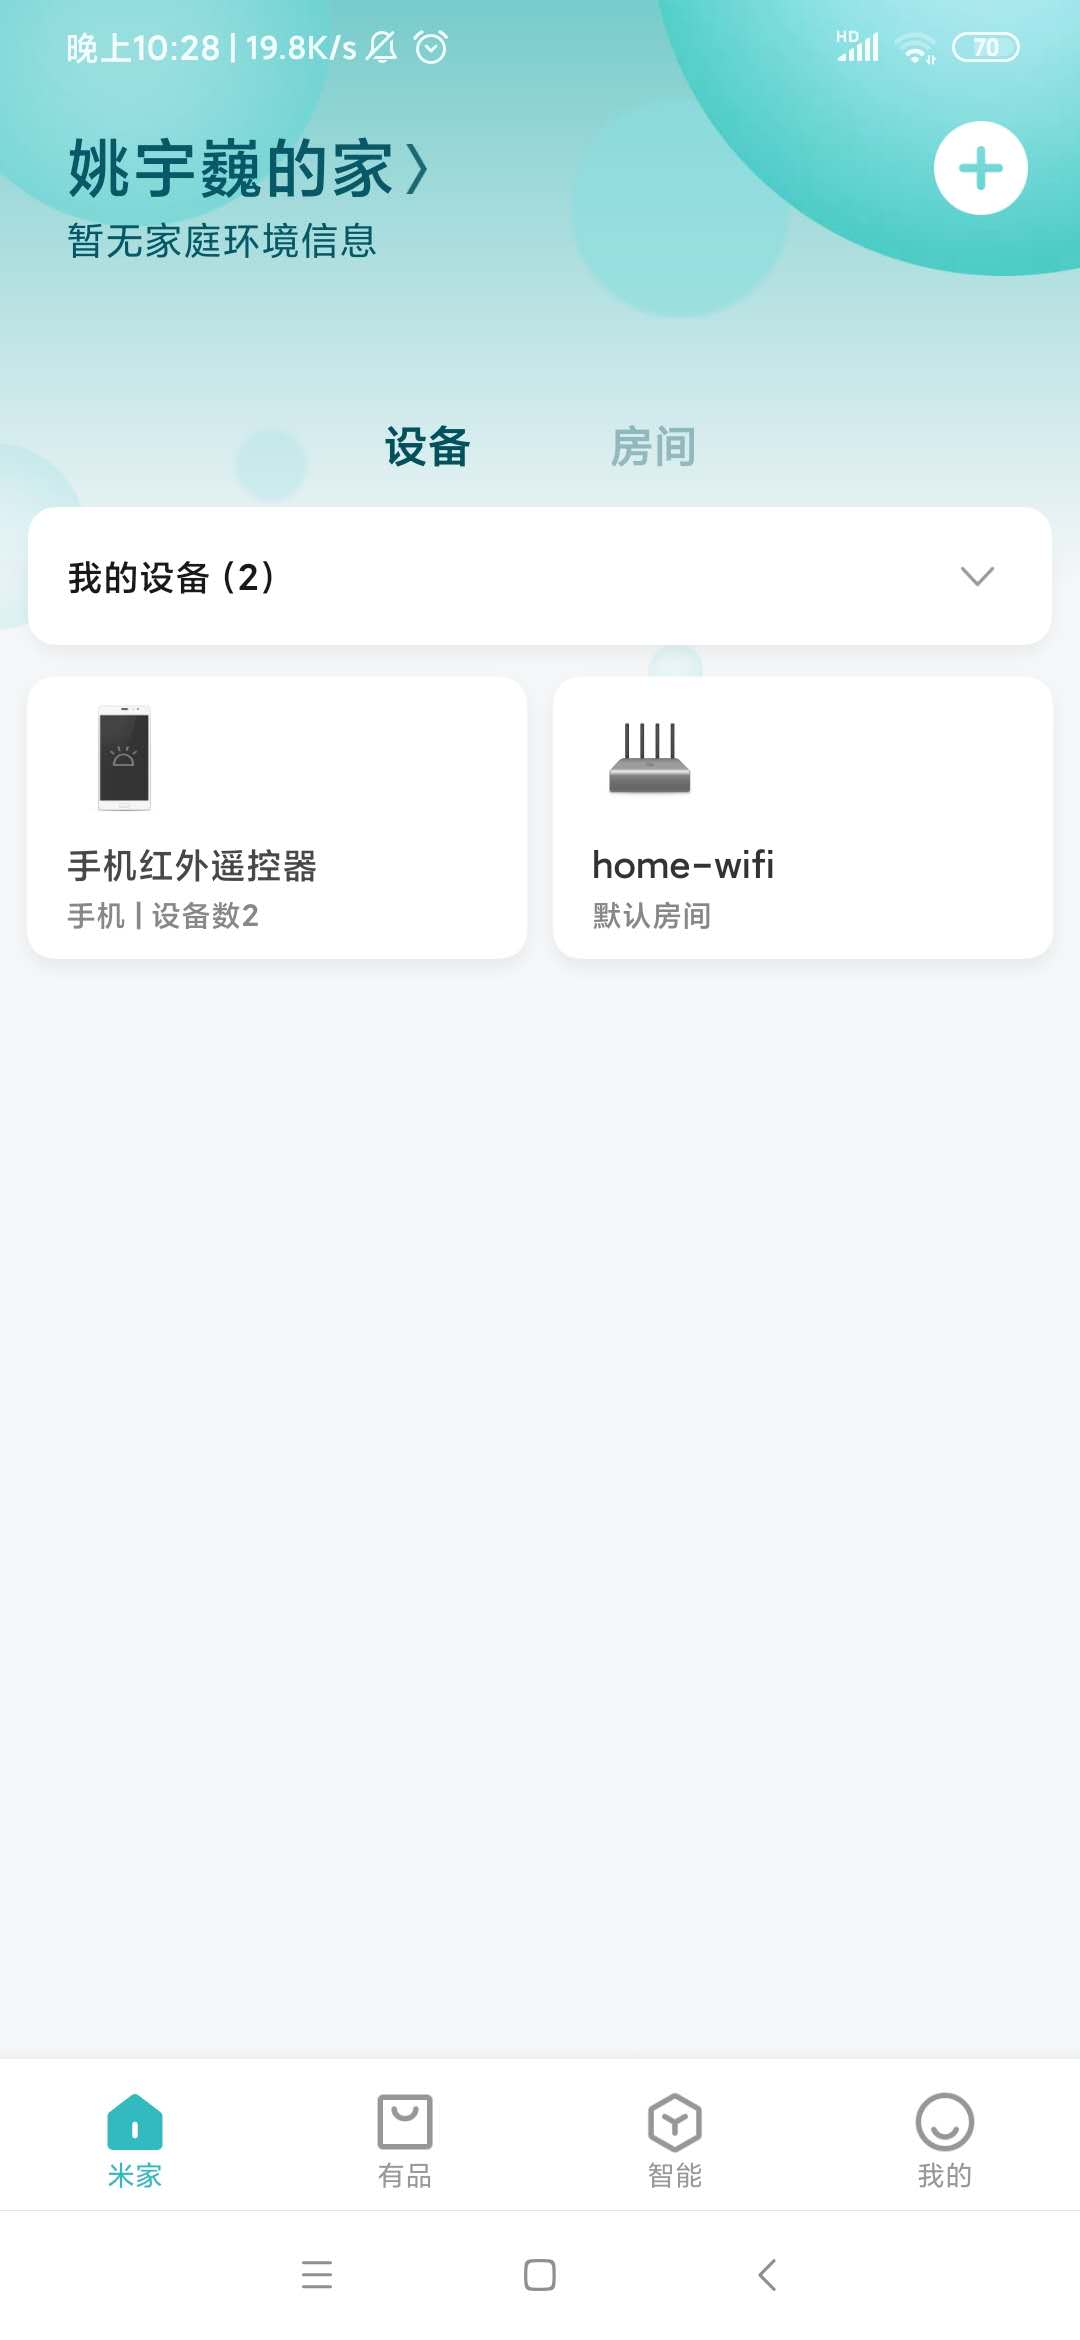 晚上10:28 | 19.8K/s
HD
70
姚宇巍的家
暂无家庭环境信息
设备 房间
我的设备 (2)
手机红外遥控器
手机 | 设备数2
home-wifi
默认房间
米家 有品 智能 我的